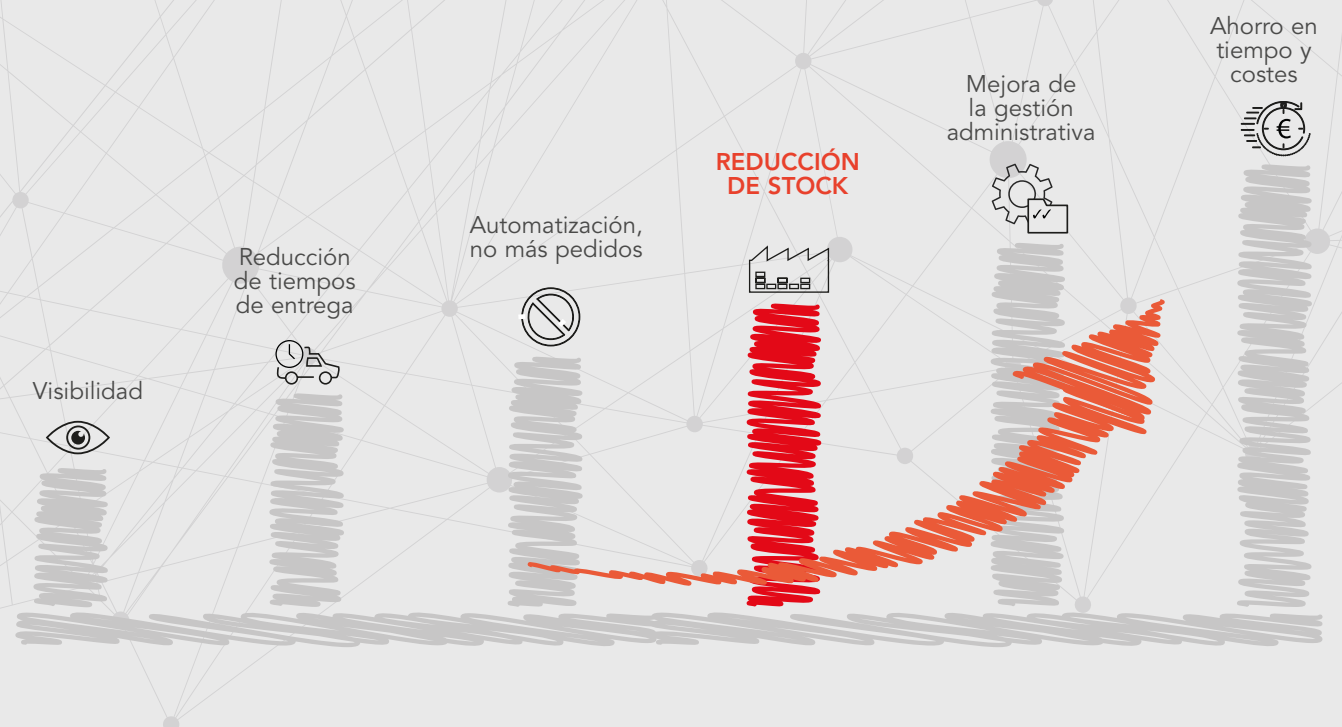 Visibilidad
Reducción
de tiempos
de entrega
Automatización,
no más pedidos
REDUCCIÓN
DE STOCK
Mejora de
la gestión
administrativa
Ahorro en
tiempo y
costes
€